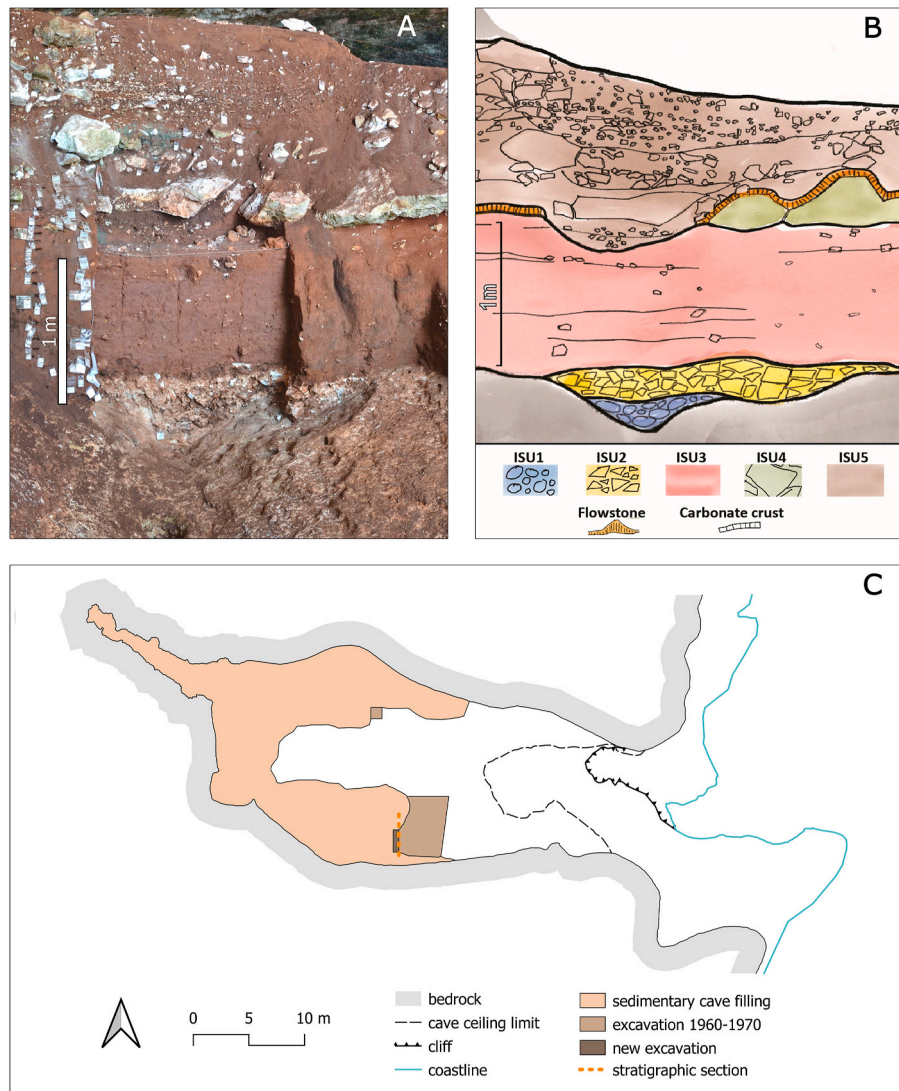 A
1 m
B
1m
ISU1 ISU2 ISU3 ISU4 ISU5
Flowstone Carbonate crust
C
0 5 10 m
bedrock
cave ceiling limit
cliff
coastline
sedimentary cave filling
excavation 1960-1970
new excavation
stratigraphic section